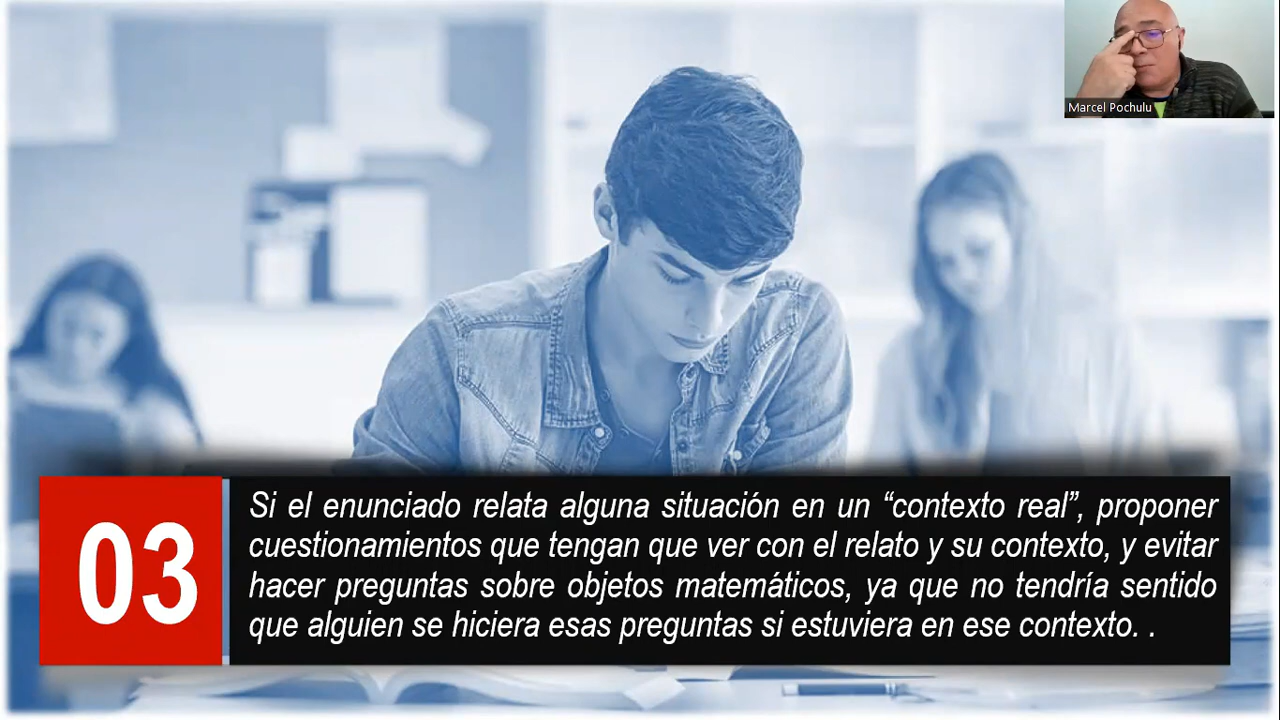 Marcel Pochulu
03
Si el enunciado relata alguna situación en un “contexto real”, proponer
cuestionamientos que tengan que ver con el relato y su contexto, y evitar
hacer preguntas sobre objetos matemáticos, ya que no tendría sentido
que alguien se hiciera esas preguntas si estuviera en ese contexto. .